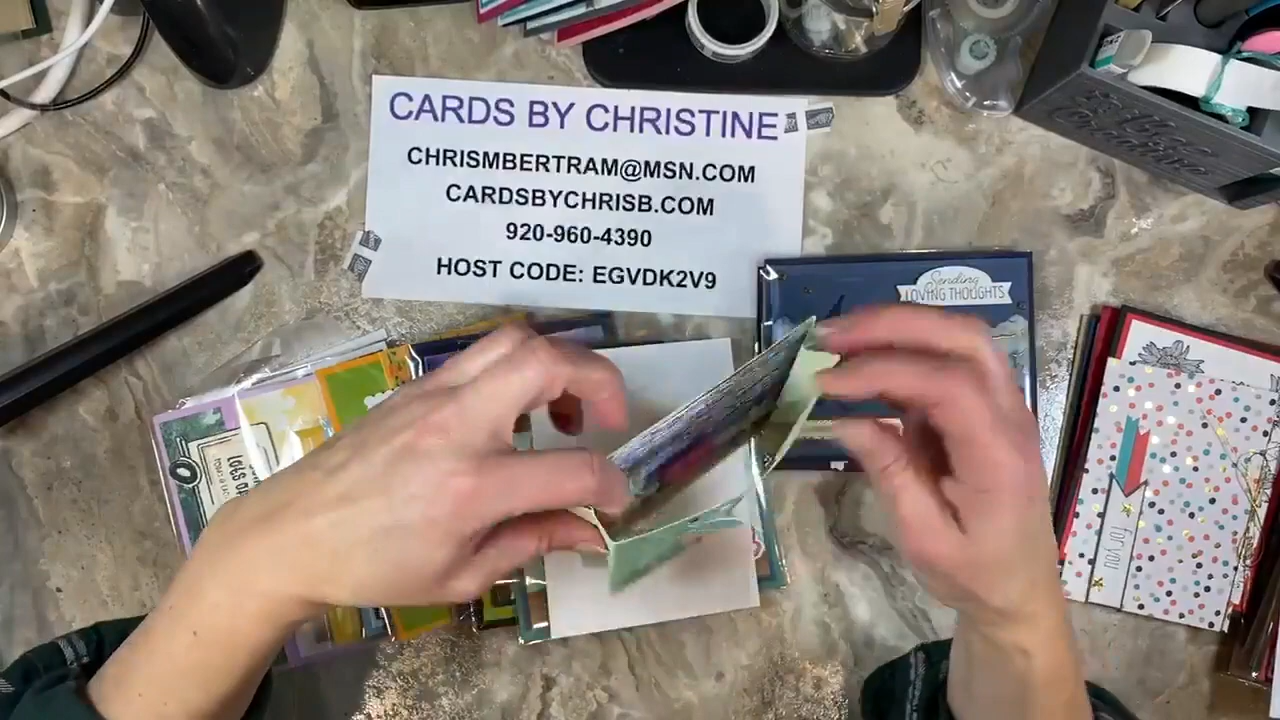 CARDS BY CHRISTINE
CHRISMBERTRAM@MSN.COM
CARDSBYCHRISB.COM
920-960-4390
HOST CODE: EGVDK2V9
Sending
LOVING THOUGHTS
for you